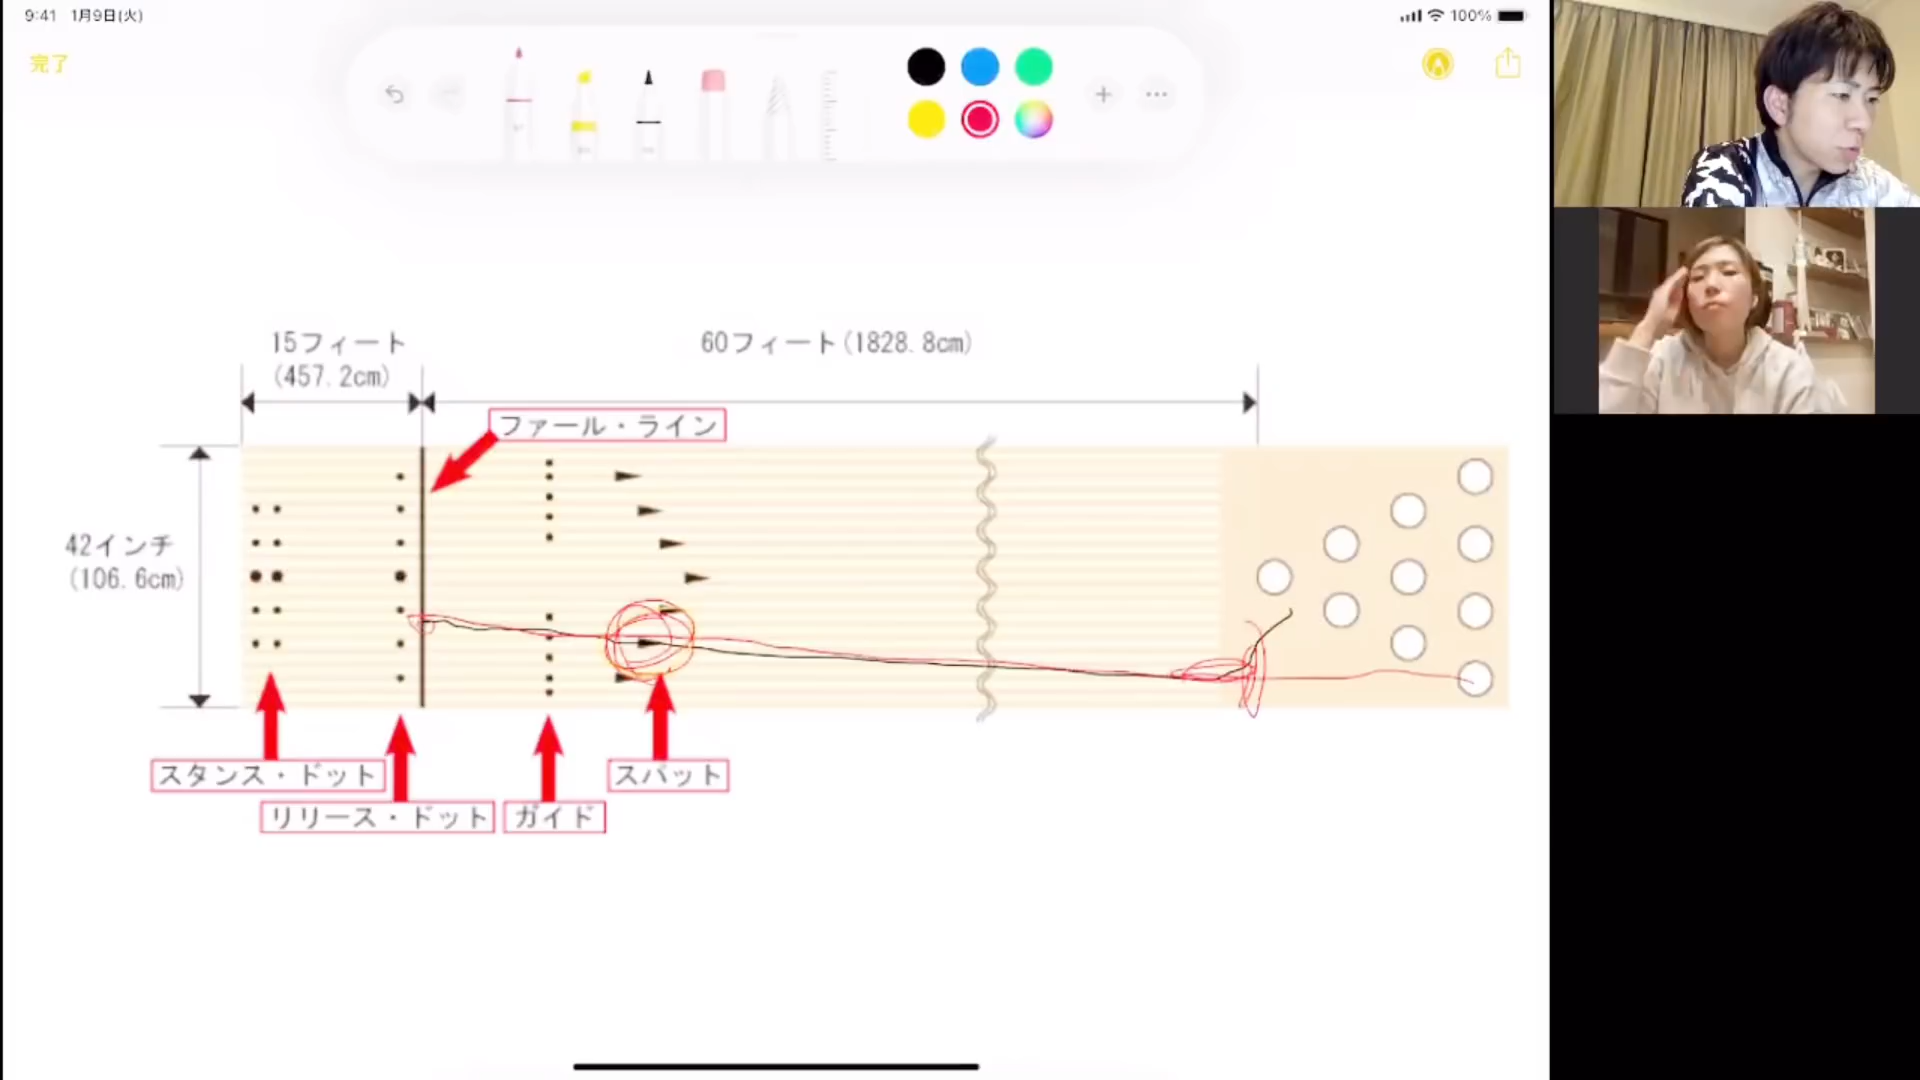 9:41 1月9日(火)
100%
完了
15フィート
(457.2cm)
60フィート(1828.8cm)
ファール・ライン
42インチ
(106.6cm)
スタンス・ドット
スパット
リリース・ドット
ガイド